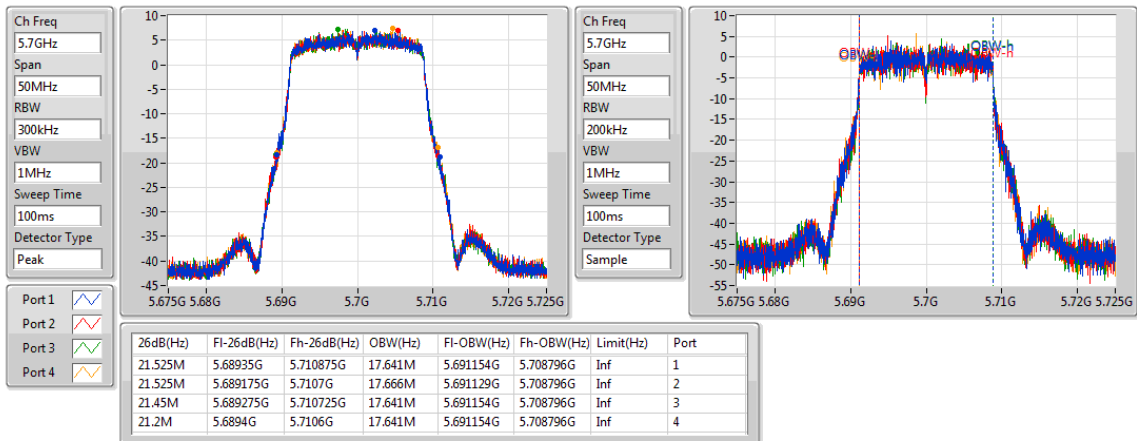 Ch Freq
5.7GHz
Span
50MHz
RBW
300kHz
VBW
1MHz
Sweep Time
100ms
Detector Type
Peak
10
5
0
-5
-10
-15
-20
-25
-30
-35
-40
-45
5.675G 5.68G 5.69G 5.7G 5.71G 5.72G 5.725G
Ch Freq
5.7GHz
Span
50MHz
RBW
200kHz
VBW
1MHz
Sweep Time
100ms
Detector Type
Sample
10
5
0
-5
-10
-15
-20
-25
-30
-35
-40
-45
-50
-55
OBW-h
5.675G 5.68G 5.69G 5.7G 5.71G 5.72G 5.725G
Port 1
Port 2
Port 3
Port 4
26dB(Hz) Fl-26dB(Hz) Fh-26dB(Hz) OBW(Hz) Fl-OBW(Hz) Fh-OBW(Hz) Limit(Hz) Port
21.525M 5.68935G 5.710875G 17.641M 5.691154G 5.708796G Inf 1
21.525M 5.689175G 5.7107G 17.666M 5.691129G 5.708796G Inf 2
21.45M 5.689275G 5.710725G 17.641M 5.691154G 5.708796G Inf 3
21.2M 5.6894G 5.7106G 17.641M 5.691154G 5.708796G Inf 4